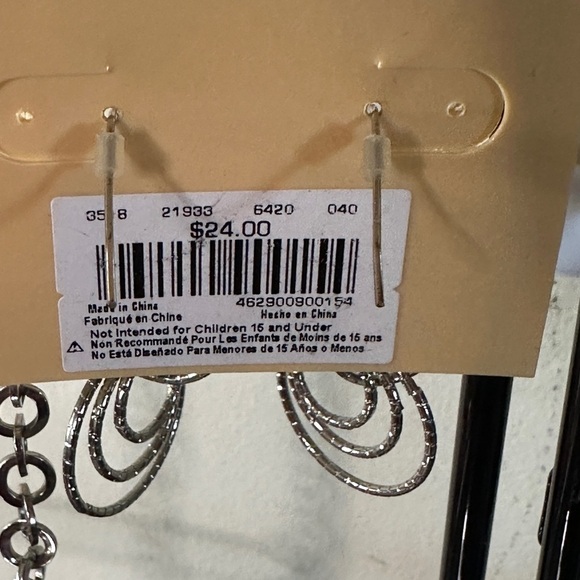 21933 6420 040
$24.00
462900900154
Made in China
Fabriqué en Chine Hecho en China
Not Intended for Children 15 and Under
Non Recommandé Pour Les Enfants de Moins de 15 ans
No Está Diseñado Para Menores de 15 Años o Menos